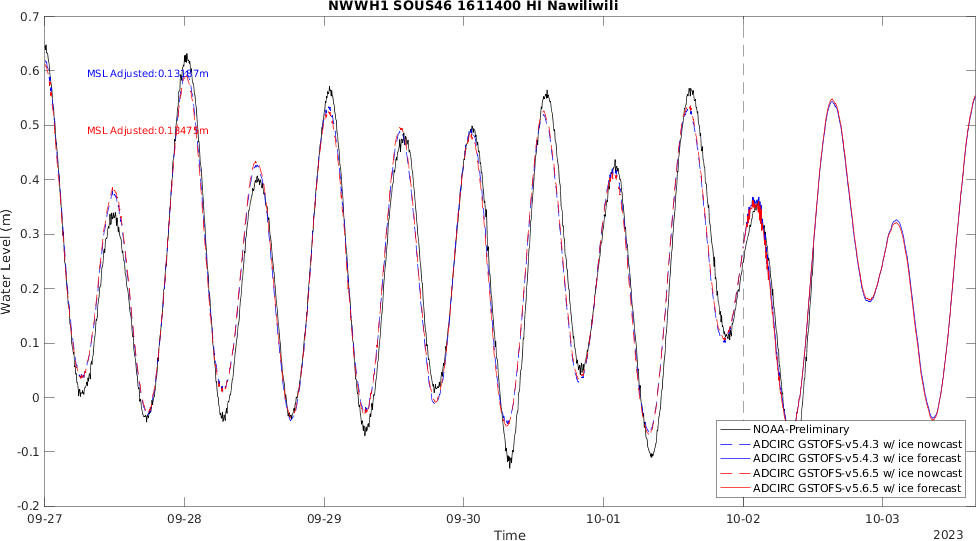 NWWH1 SOUS46 1611400 HI Nawiliwili
0.7
0.6
0.5
0.4
0.3
0.2
0.1
0
-0.1
-0.2
Water Level (m)
MSL Adjusted:0.13187m
MSL Adjusted:0.13475m
NOAA-Preliminary
ADCIRC GSTOFS-v5.4.3 w/ ice nowcast
ADCIRC GSTOFS-v5.4.3 w/ ice forecast
ADCIRC GSTOFS-v5.6.5 w/ ice nowcast
ADCIRC GSTOFS-v5.6.5 w/ ice forecast
09-27 09-28 09-29 09-30 10-01 10-02 10-03
Time
2023